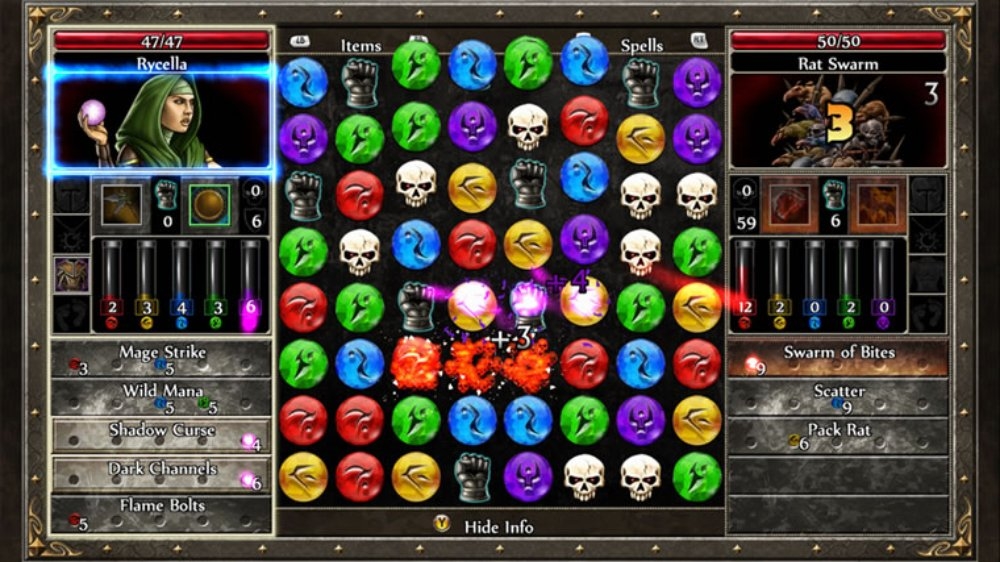 47/47
Rycella
0
0
6
2
3
4
3
6
Mage Strike
3
5
Wild Mana
5
5
Shadow Curse
4
Dark Channels
6
Flame Bolts
5
LB
Items
Spells
+4
+3
Y
Hide Info
50/50
Rat Swarm
3
3
0
59
6
12
2
0
2
0
Swarm of Bites
9
Scatter
9
Pack Rat
6